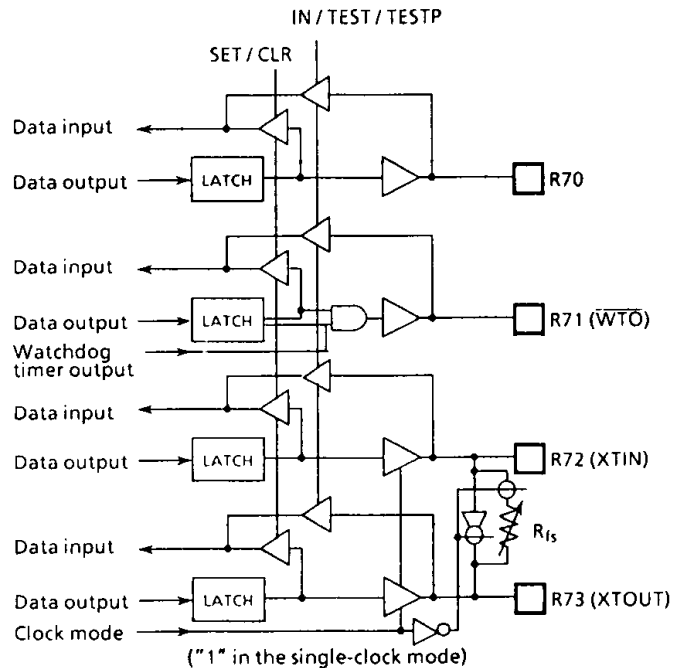 IN / TEST / TESTP
SET / CLR
Data input
Data output
LATCH
R70
Data input
Data output
LATCH
R71 (W̅T̅O̅)
Watchdog
timer output
Data input
Data output
LATCH
R72 (XTIN)
Rfs
Data input
Data output
LATCH
R73 (XTOUT)
Clock mode
("1" in the single-clock mode)